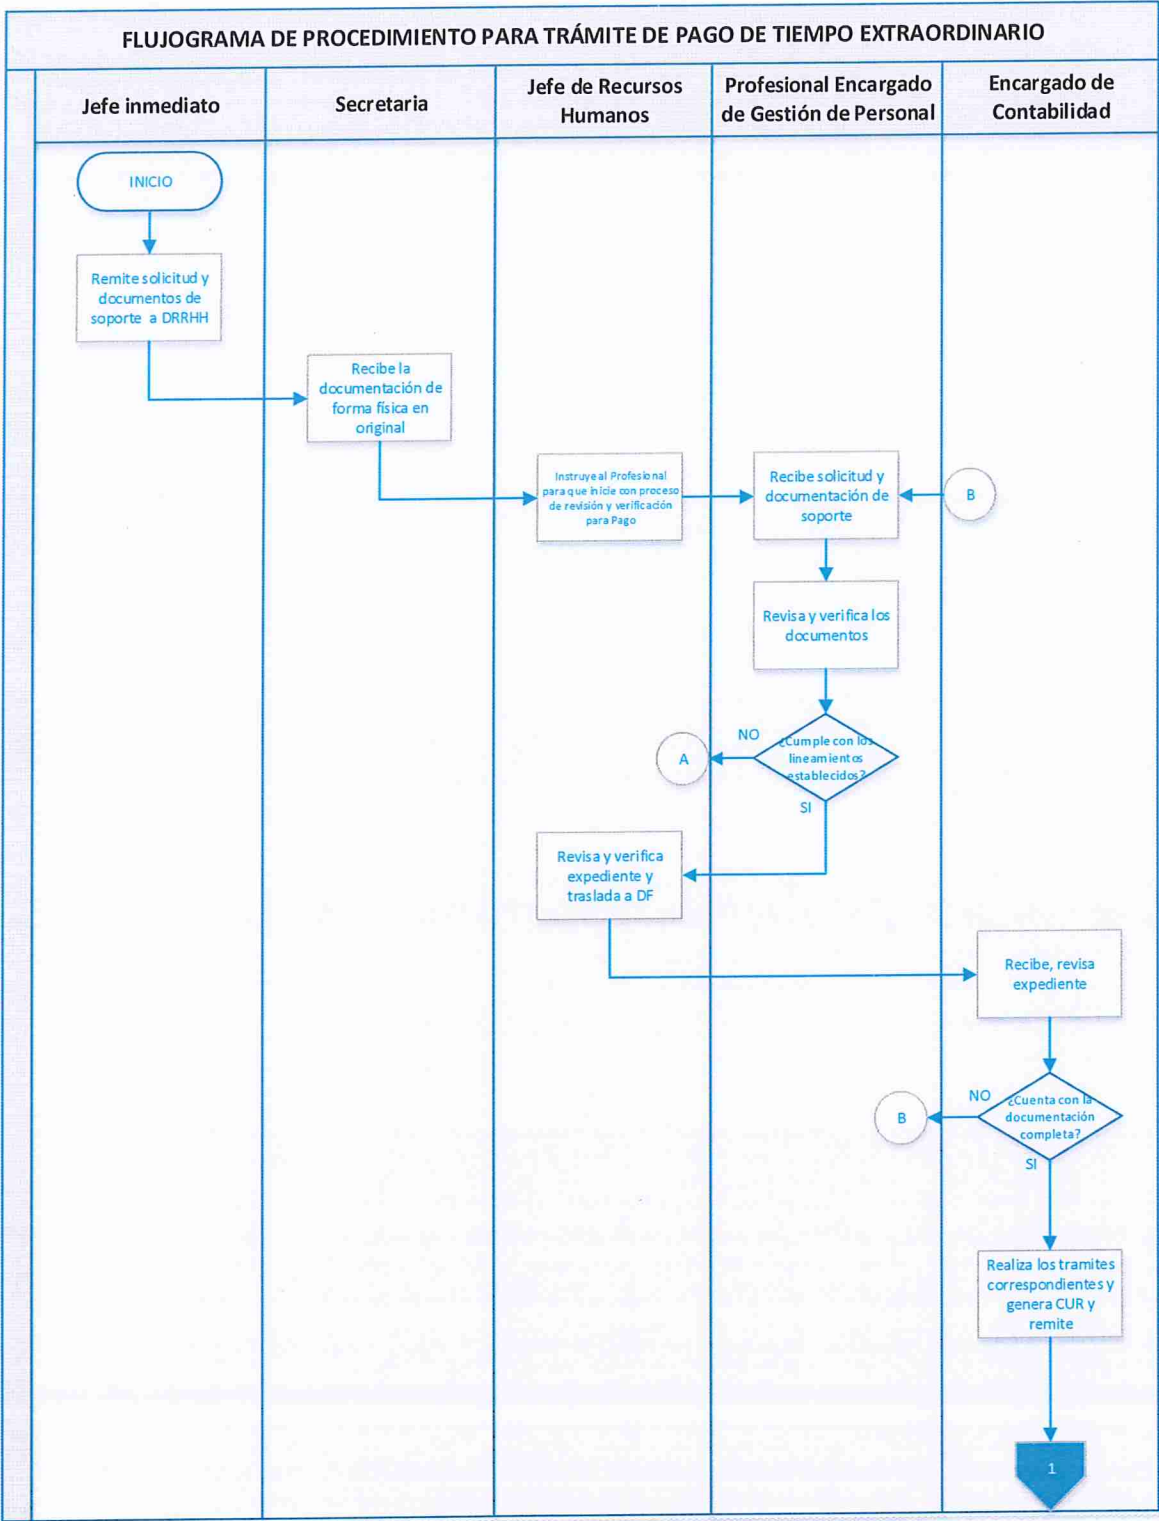 FLUJOGRAMA DE PROCEDIMIENTO PARA TRÁMITE DE PAGO DE TIEMPO EXTRAORDINARIO
Jefe inmediato
Secretaria
Jefe de Recursos
Humanos
Profesional Encargado
de Gestión de Personal
Encargado de
Contabilidad
INICIO
Remite solicitud y
documentos de
soporte a DRRHH
Recibe la
documentación de
forma física en
original
Instruye al Profesional
para que inicie con proceso
de revisión y verificación
para Pago
Recibe solicitud y
documentación de
soporte
B
Revisa y verifica los
documentos
¿Cumple con los
lineamientos
establecidos?
NO
A
SI
Revisa y verifica
expediente y
traslada a DF
Recibe, revisa
expediente
¿Cuenta con la
documentación
completa?
NO
B
SI
Realiza los tramites
correspondientes y
genera CUR y
remite
1